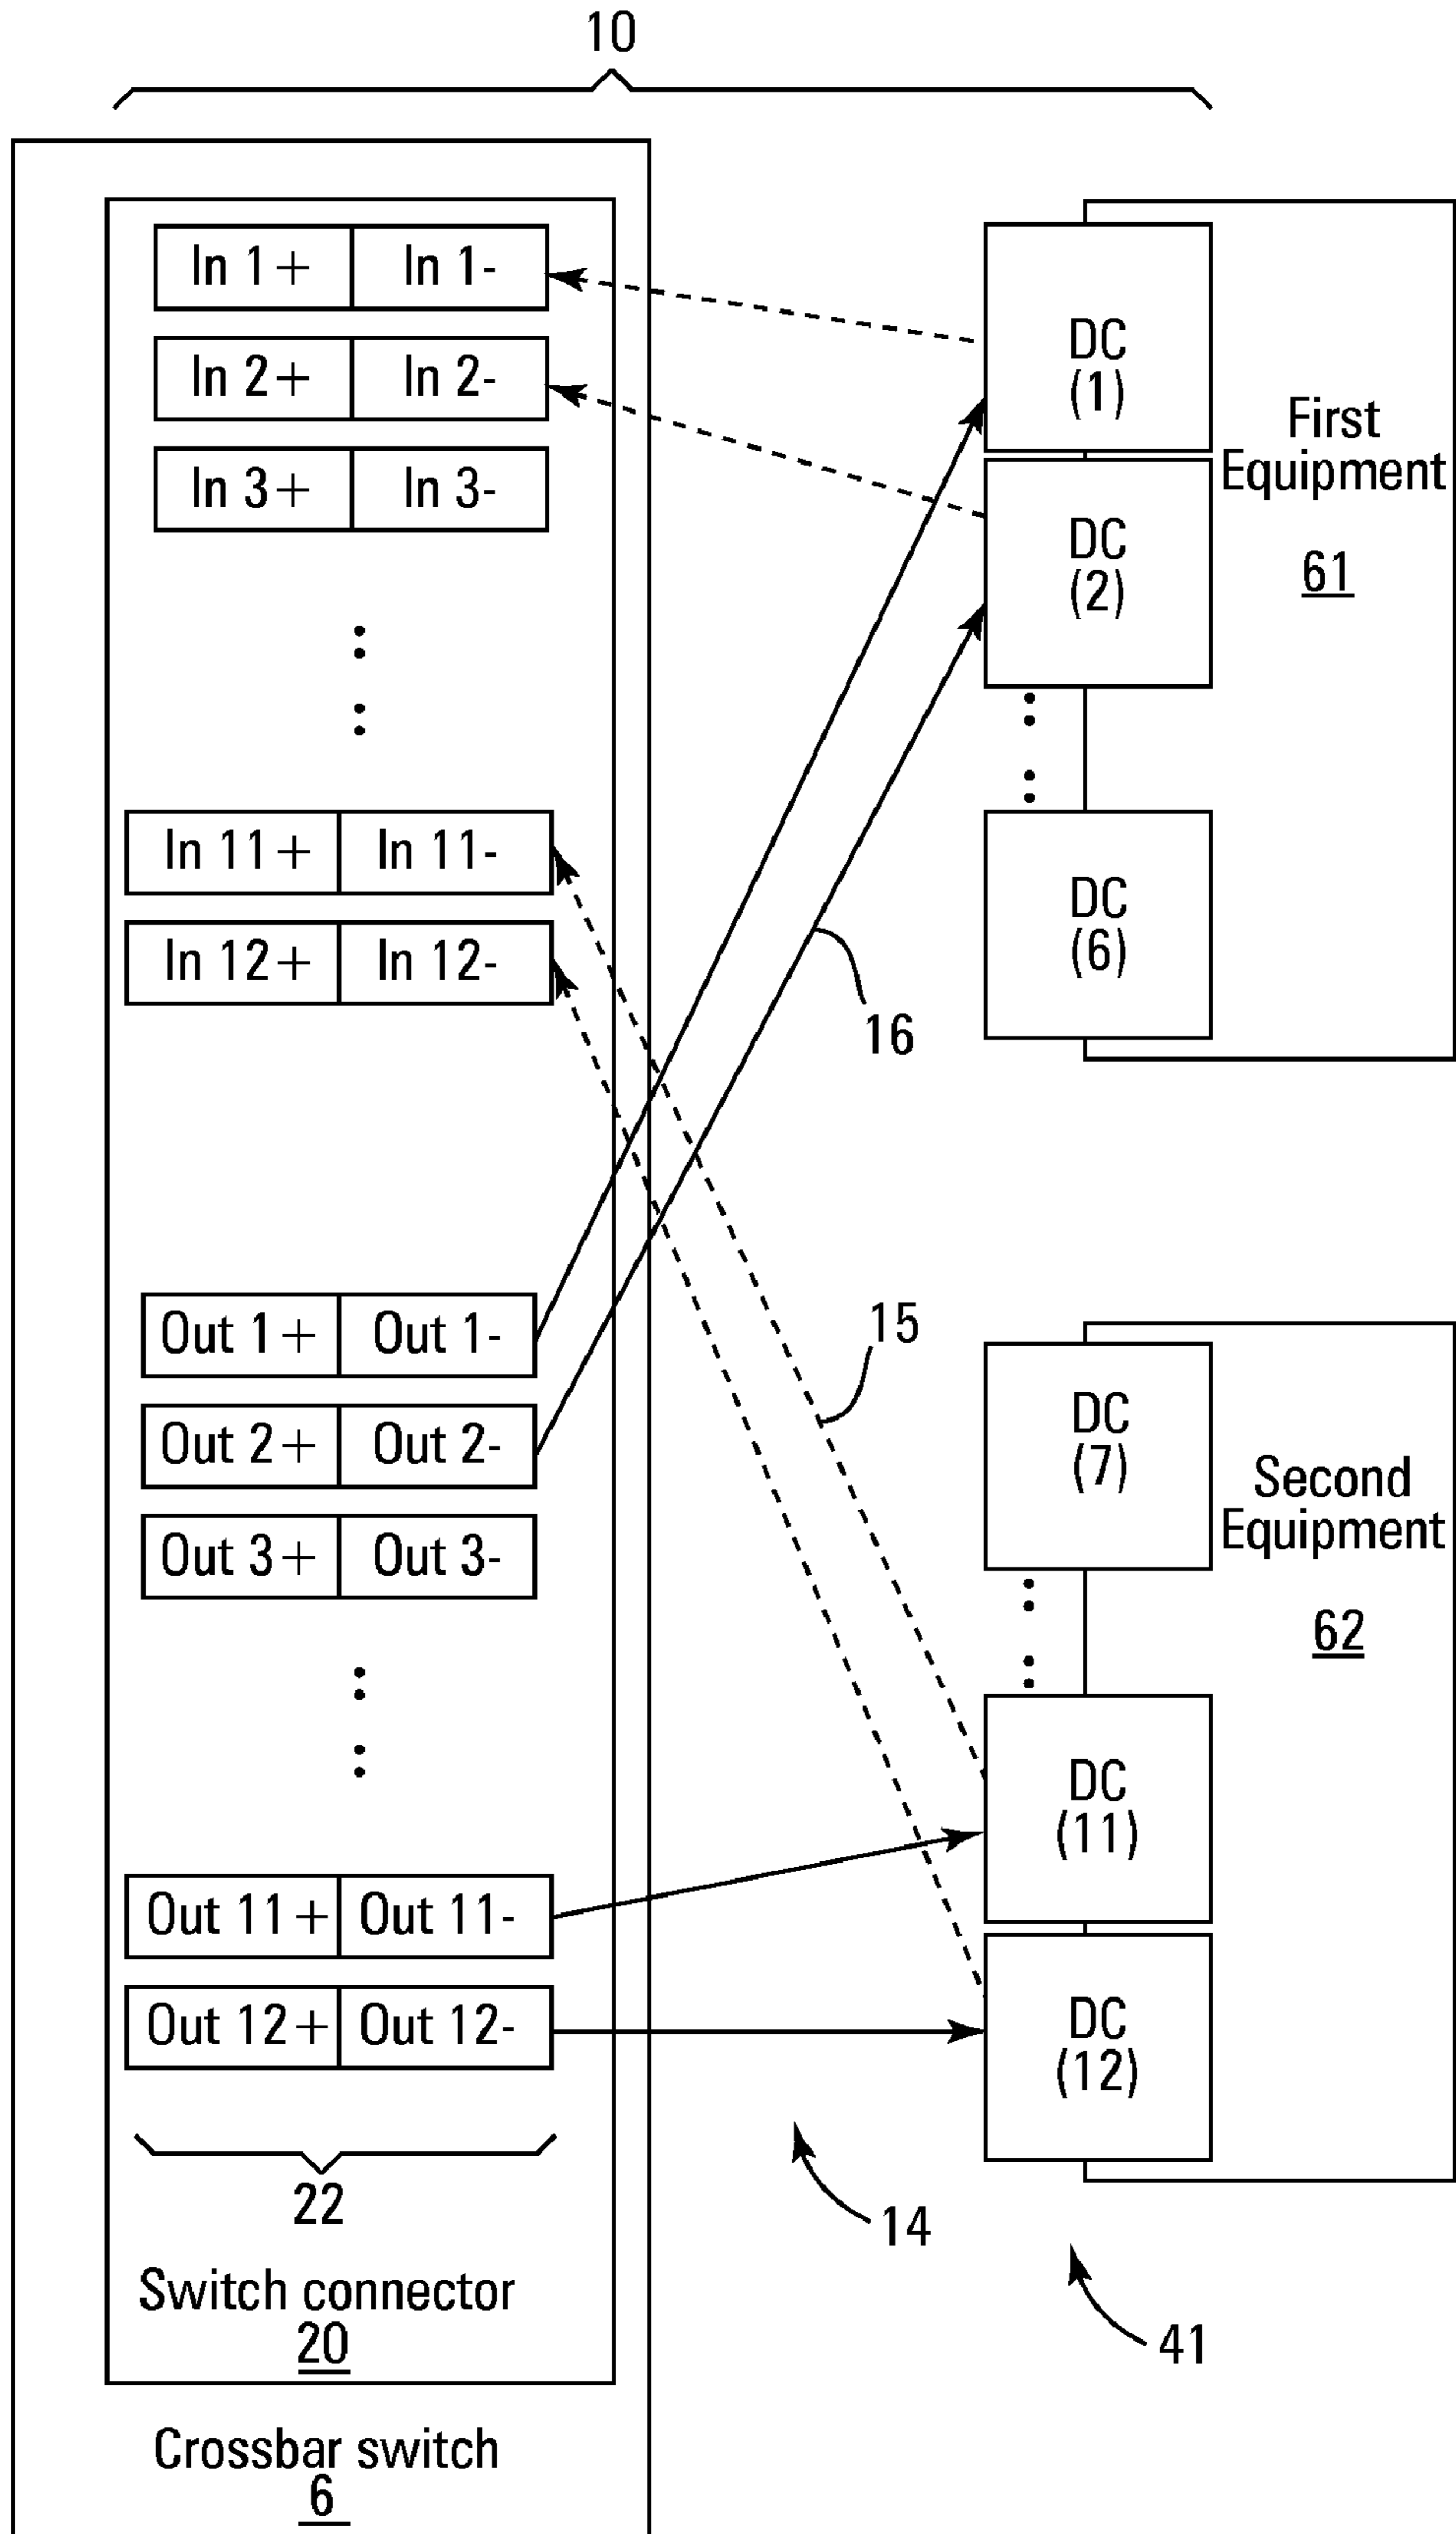 10
In 1+ In 1-
In 2+ In 2-
In 3+ In 3-
In 11+ In 11-
In 12+ In 12-
Out 1+ Out 1-
Out 2+ Out 2-
Out 3+ Out 3-
Out 11+ Out 11-
Out 12+ Out 12-
22
Switch connector
20
Crossbar switch
6
16
15
14
41
DC
(1)
DC
(2)
DC
(6)
First
Equipment
61
DC
(7)
DC
(11)
DC
(12)
Second
Equipment
62